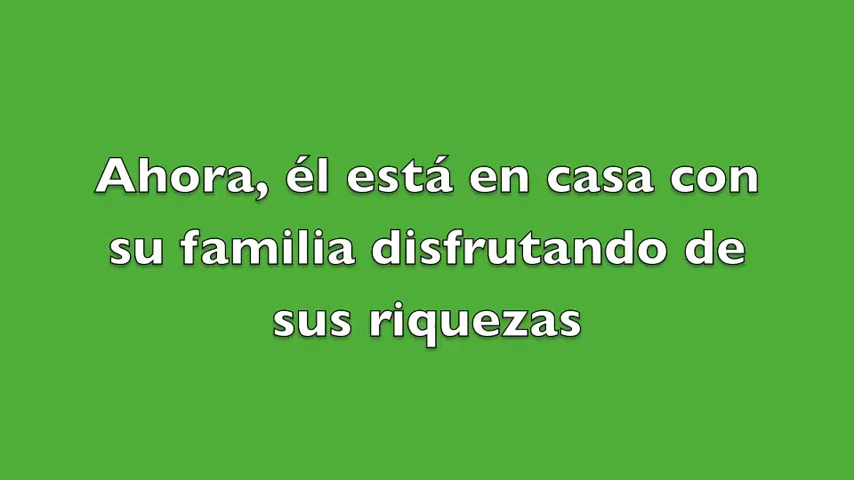 Ahora, él está en casa con
su familia disfrutando de
sus riquezas